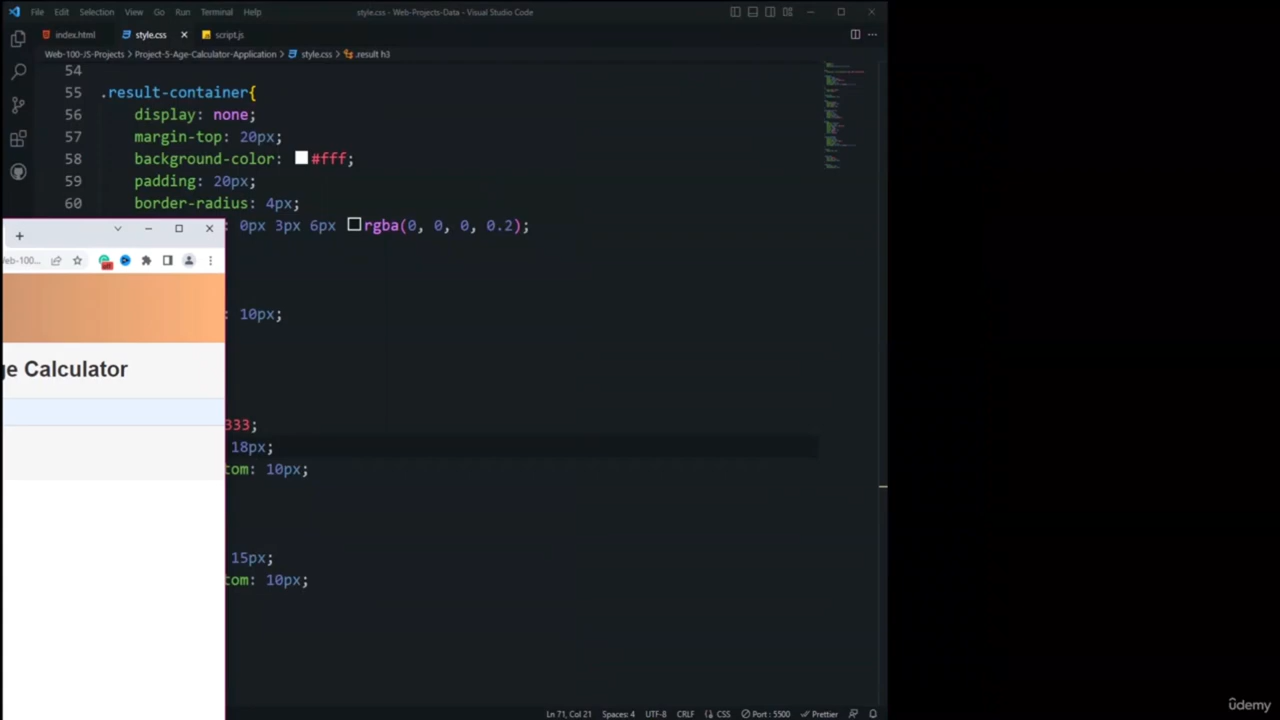 File Edit Selection View Go Run Terminal Help
style.css - Web-Projects-Data - Visual Studio Code
index.html style.css script.js
Web-100-JS-Projects > Project-5-Age-Calculator-Application > style.css > .result h3
54
55 .result-container{
56 display: none;
57 margin-top: 20px;
58 background-color: #fff;
59 padding: 20px;
60 border-radius: 4px;
: 0px 3px 6px rgba(0, 0, 0, 0.2);
Web-100...
: 10px;
ge Calculator
333;
18px;
tom: 10px;
15px;
tom: 10px;
Ln 71, Col 21 Spaces: 4 UTF-8 CRLF CSS Port : 5500 Prettier
ûdemy